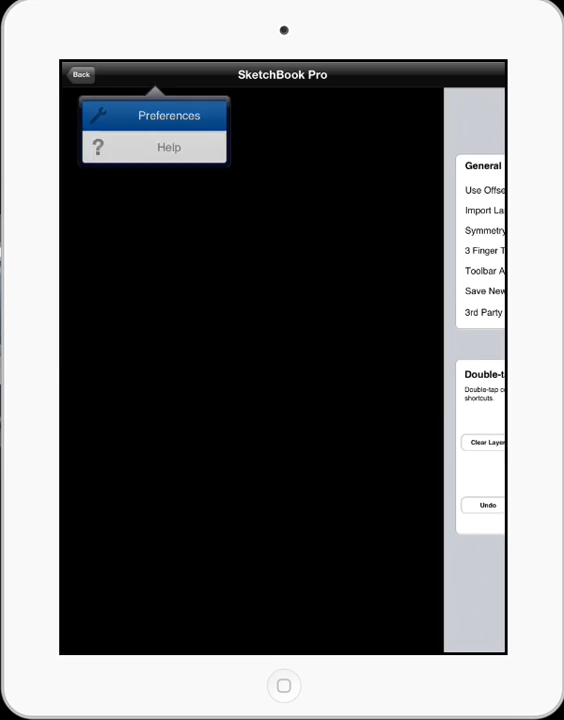 Back
SketchBook Pro
Preferences
? Help
General
Use Offse
Import La
Symmetry
3 Finger T
Toolbar A
Save New
3rd Party
Double-t
Double-tap c
shortcuts.
Clear Laye
Undo